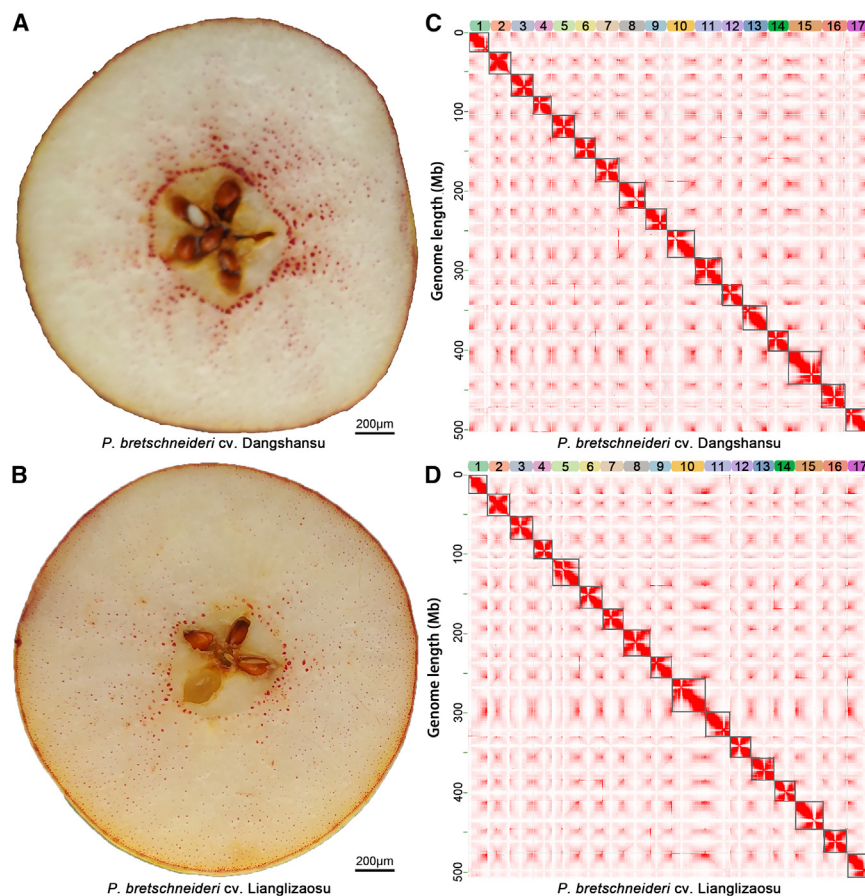 A
200μm
P. bretschneideri cv. Dangshansu
B
200μm
P. bretschneideri cv. Lianglizaosu
C
1 2 3 4 5 6 7 8 9 10 11 12 13 14 15 16 17
Genome length (Mb)
0
100
200
300
400
500
P. bretschneideri cv. Dangshansu
D
1 2 3 4 5 6 7 8 9 10 11 12 13 14 15 16 17
Genome length (Mb)
0
100
200
300
400
500
P. bretschneideri cv. Lianglizaosu